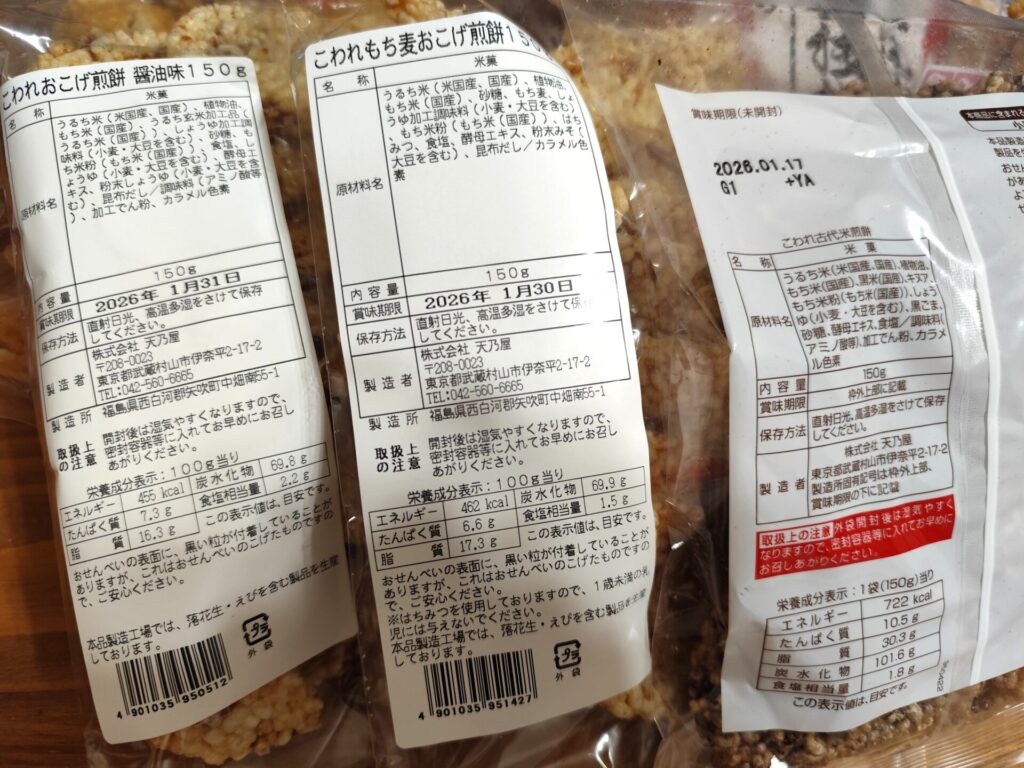 こわれおこげ煎餅 醤油味150g
名 称 米菓
原材料名 うるち米(米国産、国産)、植物油、
もち米(国産)、うるち玄米加工品(
味料(小麦・大豆を含む)、砂糖、も
ち米粉(もち米(国産))、食塩、し
キス、粉末しょうゆ(小麦・大豆を含
む)、昆布だし/調味料(アミノ酸等
)、加工でん粉、カラメル色素
内容量 150g
賞味期限 2026年 1月31日
保存方法 直射日光、高温多湿をさけて保存
してください。
製造者 株式会社 天乃屋
〒208-0023
東京都武蔵村山市伊奈平2-17-2
TEL:042-560-6665
製造所 福島県西白河郡矢吹町中畑南55-1
取扱上の注意 開封後は湿気やすくなりますので、
密封容器等に入れてお早めにお召し
あがりください。
栄養成分表示:100g当り
エネルギー 455 kcal 炭水化物 69.8 g
たんぱく質 7.3 g 食塩相当量 2.2 g
脂質 16.3 g この表示値は、目安です。
おせんべいの表面に、黒い粒が付着していることが
ありますが、これはおせんべいのこげたものですの
で、ご安心ください。
本品製造工場では、落花生・えびを含む製品を生産
しております。
プラ
外袋
4 901035 950512
こわれもち麦おこげ煎餅150
名 称 米菓
原材料名 うるち米(米国産、国産)、植物油、
もち米(国産)、砂糖、もち麦、し
ょうゆ加工調味料(小麦・大豆を含む)
、もち米粉(もち米(国産))、はち
みつ、食塩、酵母エキス、粉末みそ(
大豆を含む)、昆布だし/カラメル色
素
内容量 150g
賞味期限 2026年 1月30日
保存方法 直射日光、高温多湿をさけて保存
してください。
製造者 株式会社 天乃屋
〒208-0023
東京都武蔵村山市伊奈平2-17-2
TEL:042-560-6665
製造所 福島県西白河郡矢吹町中畑南55-1
取扱上の注意 開封後は湿気やすくなりますので、
密封容器等に入れてお早めにお召し
あがりください。
栄養成分表示:100g当り
エネルギー 462 kcal 炭水化物 69.9 g
たんぱく質 6.6 g 食塩相当量 1.5 g
脂質 17.3 g この表示値は、目安です。
おせんべいの表面に、黒い粒が付着していることが
ありますが、これはおせんべいのこげたものですの
で、ご安心ください。
※はちみつを使用しておりますので、1歳未満の乳
児には与えないでください。
本品製造工場では、落花生・えびを含む製品を生産
しております。
プラ
外袋
4 901035 951427
賞味期限(未開封)
2026.01.17
G1 +YA
こわれ古代米煎餅
名 称 米菓
原材料名 うるち米(米国産、国産)、植物油、
もち米(国産)、黒米(国産)、キヌア、
もち米粉(もち米(国産))、しょう
ゆ(小麦・大豆を含む)、黒ごま、
砂糖、酵母エキス、食塩/調味料(
アミノ酸等)、加工でん粉、カラメ
ル色素
内容量 150g
賞味期限 枠外上部に記載
保存方法 直射日光、高温多湿をさけて保存
してください。
製造者 株式会社 天乃屋
東京都武蔵村山市伊奈平2-17-2
製造所固有記号は枠外上部、
賞味期限の下に記載
取扱上の注意 外袋開封後は湿気やすく
なりますので、密封容器等に入れてお早めに
お召しあがりください。
栄養成分表示:1袋(150g)当り
エネルギー 722 kcal
たんぱく質 10.5 g
脂質 30.3 g
炭水化物 101.6 g
食塩相当量 1.8 g
この表示値は、目安です。
本商品に含まれる
本品製造
製品を
おせん
があ